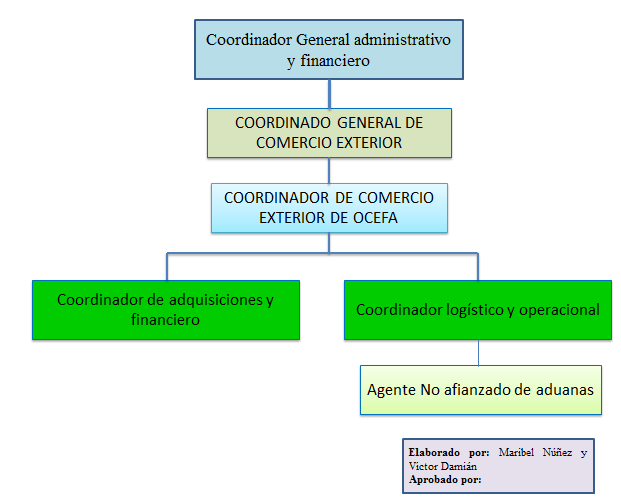 Coordinador General administrativo
y financiero
COORDINADO GENERAL DE
COMERCIO EXTERIOR
COORDINADOR DE COMERCIO
EXTERIOR DE OCEFA
Coordinador de adquisiciones y
financiero
Coordinador logístico y operacional
Agente No afianzado de aduanas
Elaborado por: Maribel Núñez y
Victor Damián
Aprobado por: